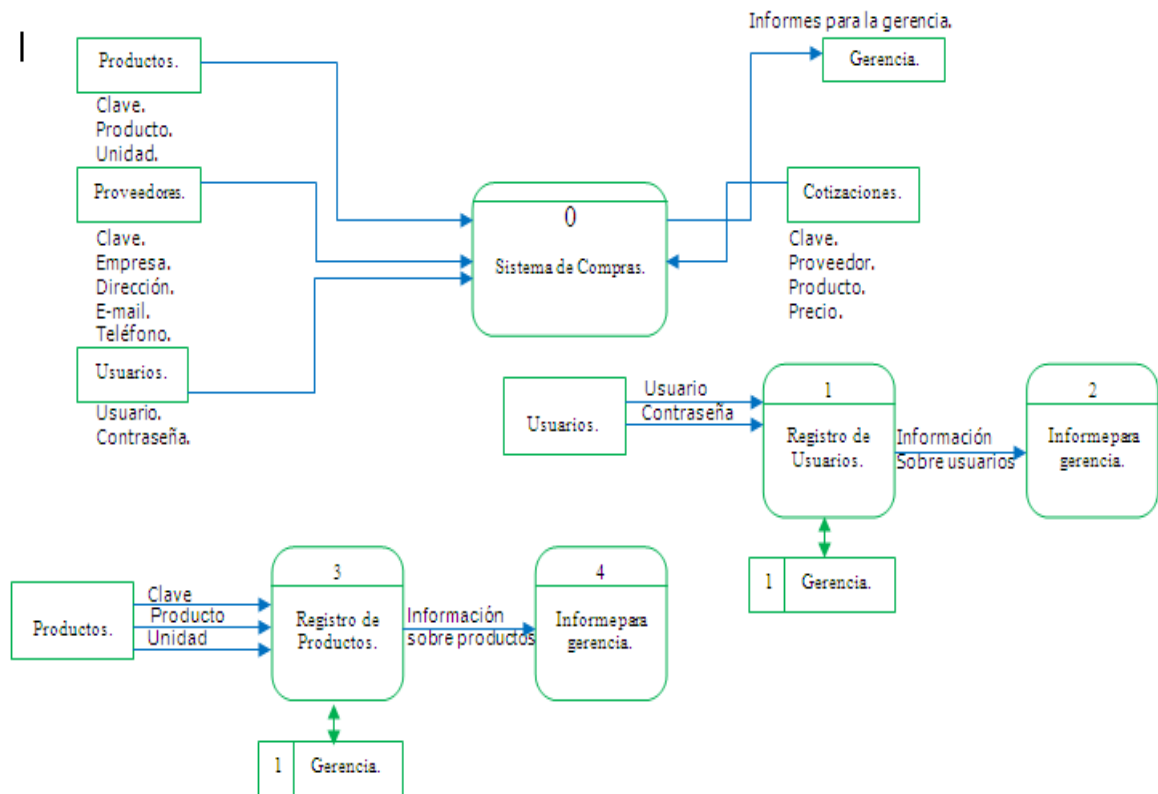 Informes para la gerencia.
Productos.
Gerencia.
Clave.
Producto.
Unidad.
Proveedores.
Cotizaciones.
0
Sistema de Compras.
Clave.
Empresa.
Dirección.
E-mail.
Teléfono.
Clave.
Proveedor.
Producto.
Precio.
Usuarios.
Usuario.
Contraseña.
Usuarios.
Usuario
Contraseña
1
Registro de
Usuarios.
Información
Sobre usuarios
2
Informe para
gerencia.
1 Gerencia.
Productos.
Clave
Producto
Unidad
3
Registro de
Productos.
Información
sobre productos
4
Informe para
gerencia.
1 Gerencia.